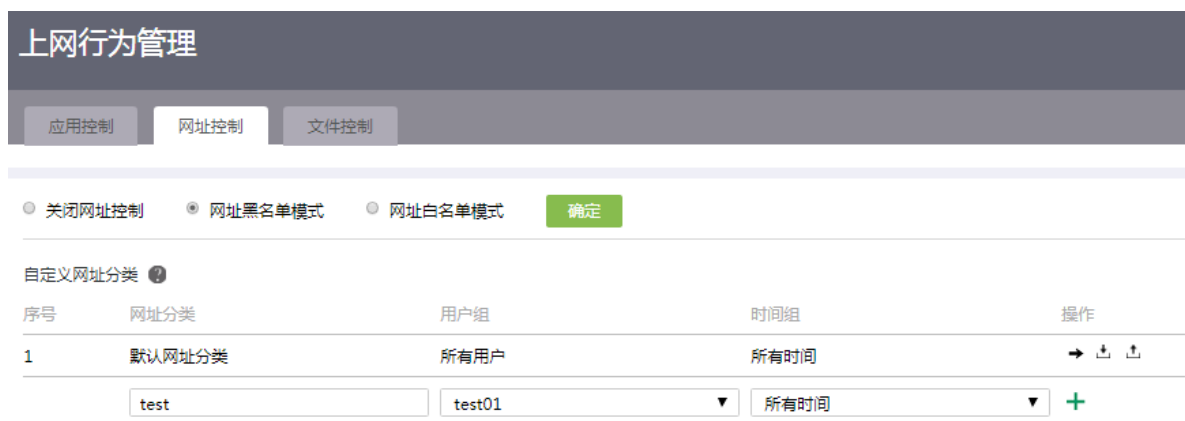 上网行为管理
应用控制 网址控制 文件控制
关闭网址控制 网址黑名单模式 网址白名单模式 确定
自定义网址分类 ?
序号 网址分类 用户组 时间组 操作
1 默认网址分类 所有用户 所有时间
test test01 所有时间